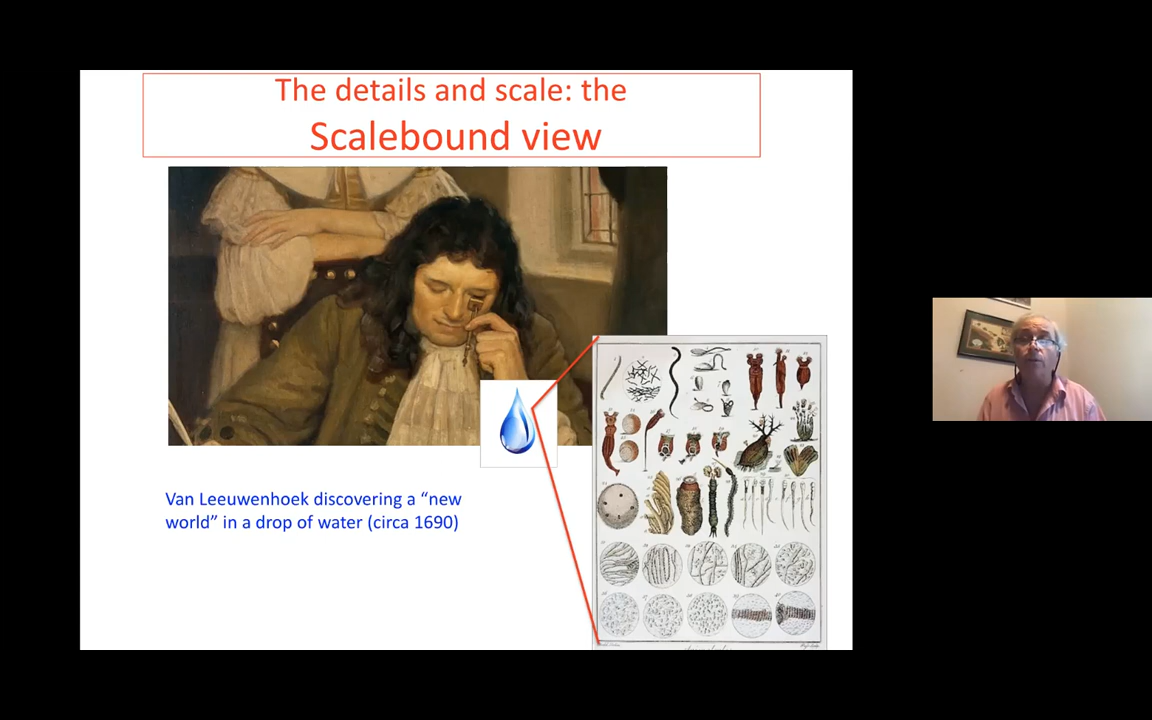 The details and scale: the
Scalebound view
Van Leeuwenhoek discovering a “new
world” in a drop of water (circa 1690)